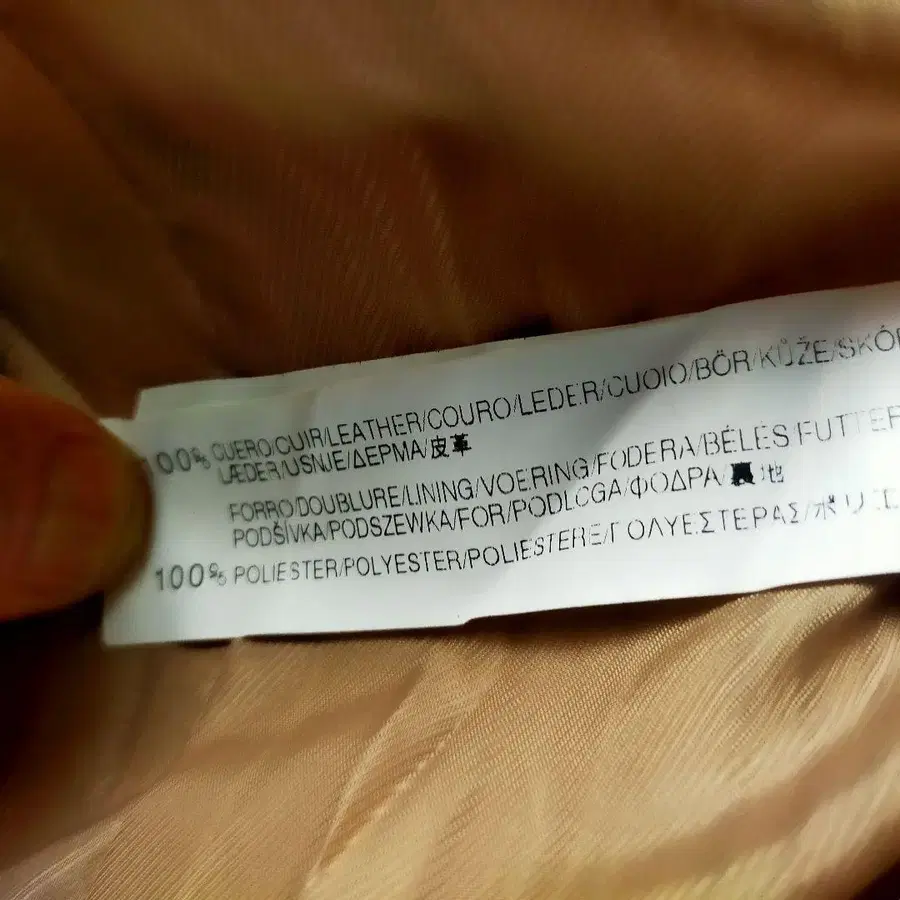 100% CUERO/CUIR/LEATHER/COURO/LEDER/CUOIO/BŐR/KŮŽE/SKÓ
LÆDER/USNJE/ΔΕΡΜΑ/皮革
FORRO/DOUBLURE/LINING/VOERING/FODERA/BÉLÉS FUTTER
PODŠÍVKA/PODSZEWKA/FOR/PODLOGA/ΦΟΔΡΑ/裏地
100% POLIESTER/POLYESTER/POLIESTERE/ΠΟΛΥΕΣΤΕΡΑΣ/ポリエ